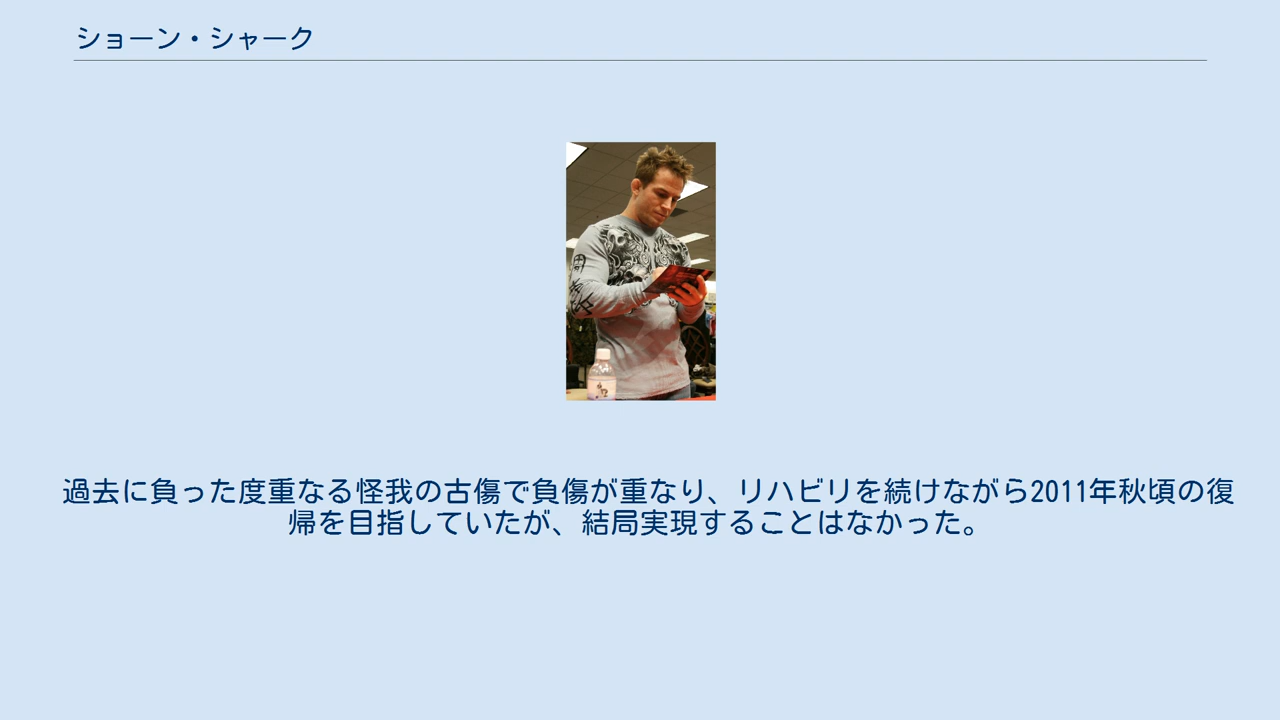 ショーン・シャーク
過去に負った度重なる怪我の古傷で負傷が重なり、リハビリを続けながら2011年秋頃の復
帰を目指していたが、結局実現することはなかった。